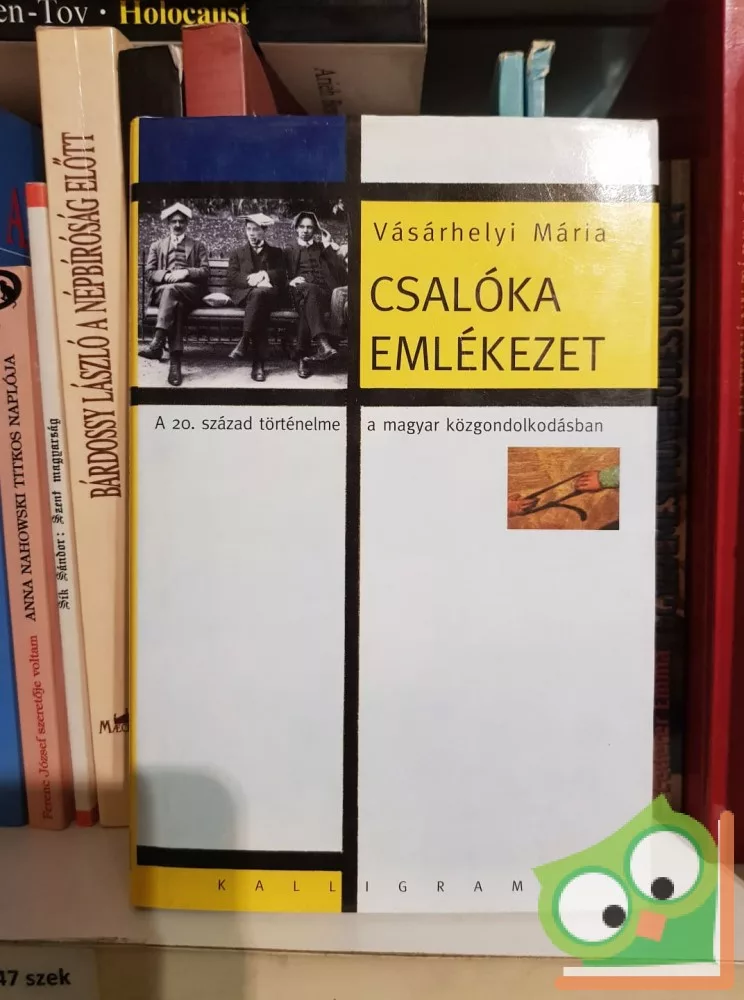 en-Tov • Holocaust
BÁRDOSSY LÁSZLÓ A NÉPBÍRÓSÁG ELŐTT
Sík Sándor: Szent magyarság
ANNA NAHOWSKI TITKOS NAPLÓJA
Ferenc József szeretője voltam
Vásárhelyi Mária
CSALÓKA
EMLÉKEZET
A 20. század történelme a magyar közgondolkodásban
KALLIGRAM
47 szek